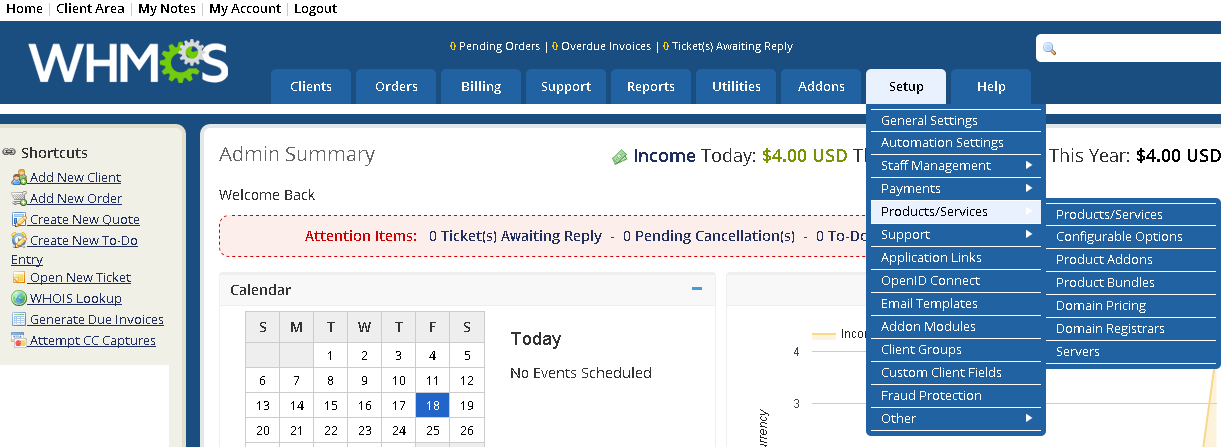 Home | Client Area | My Notes | My Account | Logout
WHMCS
0 Pending Orders | 0 Overdue Invoices | 0 Ticket(s) Awaiting Reply
Clients Orders Billing Support Reports Utilities Addons Setup Help
Shortcuts
Add New Client
Add New Order
Create New Quote
Create New To-Do
Entry
Open New Ticket
WHOIS Lookup
Generate Due Invoices
Attempt CC Captures
Admin Summary
Income Today: $4.00 USD
This Year: $4.00 USD
Welcome Back
Attention Items: 0 Ticket(s) Awaiting Reply - 0 Pending Cancellation(s) - 0 To-Do
Calendar
S M T W T F S
1 2 3 4 5
6 7 8 9 10 11 12
13 14 15 16 17 18 19
20 21 22 23 24 25 26
Today
No Events Scheduled
4
3
General Settings
Automation Settings
Staff Management
Payments
Products/Services
Support
Application Links
OpenID Connect
Email Templates
Addon Modules
Client Groups
Custom Client Fields
Fraud Protection
Other
Products/Services
Configurable Options
Product Addons
Product Bundles
Domain Pricing
Domain Registrars
Servers